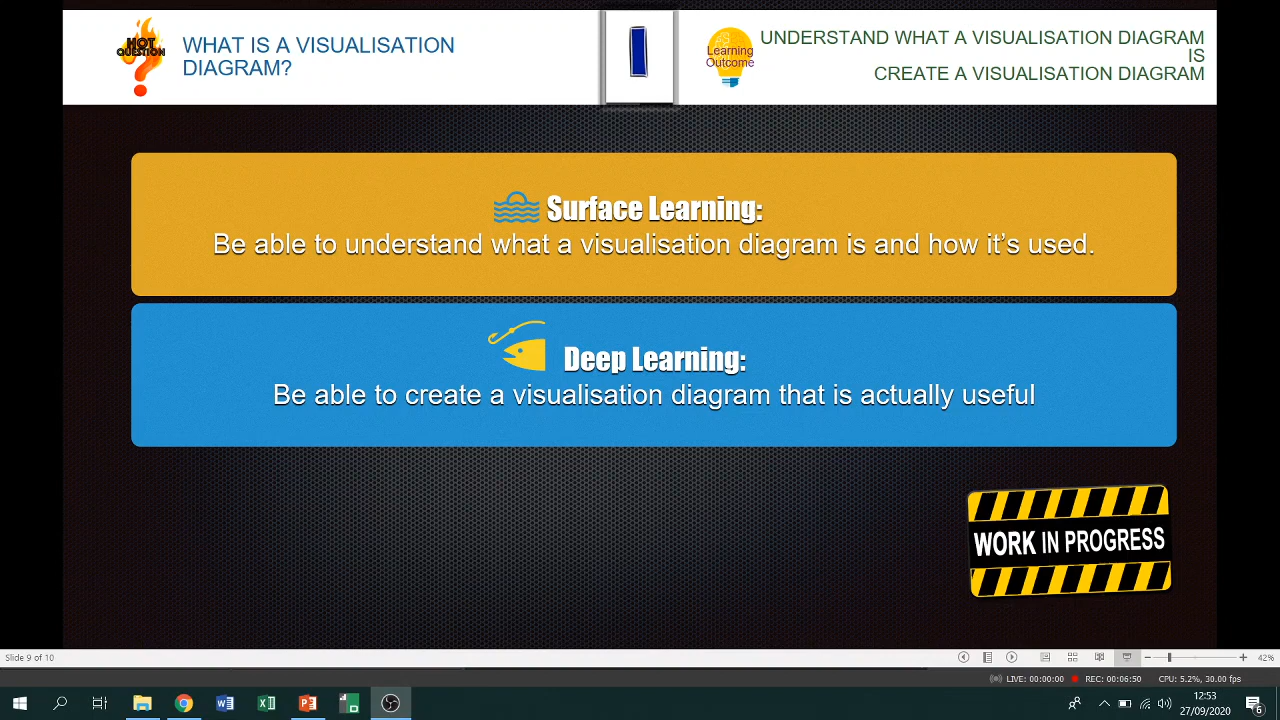 HOT
QUESTION
WHAT IS A VISUALISATION
DIAGRAM?
I
Learning
Outcome
UNDERSTAND WHAT A VISUALISATION DIAGRAM
IS
CREATE A VISUALISATION DIAGRAM
Surface Learning:
Be able to understand what a visualisation diagram is and how it's used.
Deep Learning:
Be able to create a visualisation diagram that is actually useful
WORK IN PROGRESS
Slide 9 of 10
42%
LIVE: 00:00:00
REC: 00:06:50
CPU: 5.2%, 30.00 fps
12:53
27/09/2020
6